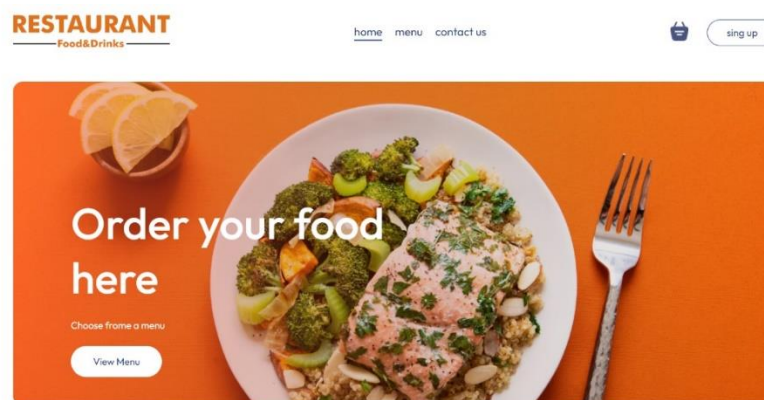 RESTAURANT
Food&Drinks
home menu contact us
sing up
Order your food
here
Choose frome a menu
View Menu